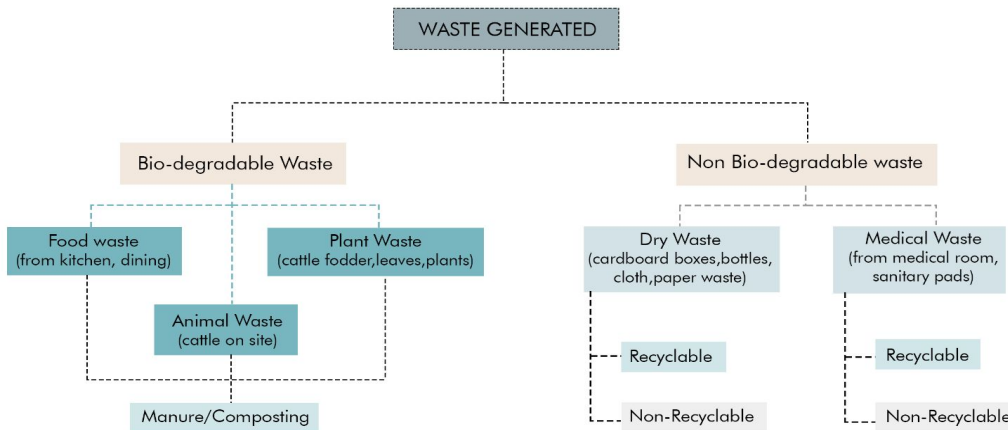 WASTE GENERATED
Bio-degradable Waste
Non Bio-degradable waste
Food waste
(from kitchen, dining)
Plant Waste
(cattle fodder,leaves,plants)
Animal Waste
(cattle on site)
Manure/Composting
Dry Waste
(cardboard boxes,bottles,
cloth,paper waste)
Medical Waste
(from medical room,
sanitary pads)
Recyclable
Recyclable
Non-Recyclable
Non-Recyclable